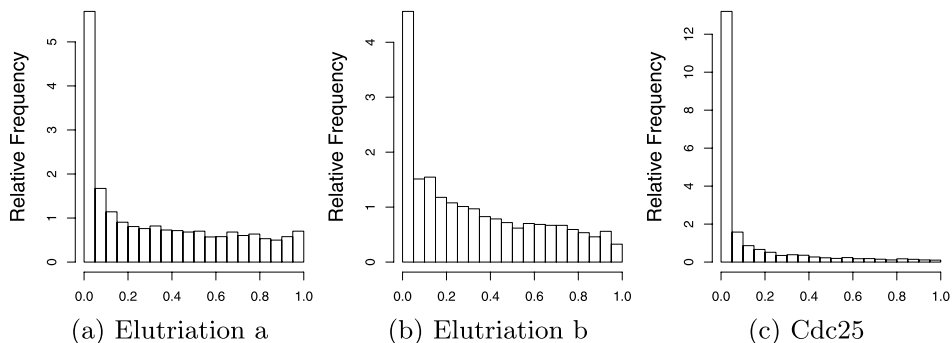 Relative Frequency
0 1 2 3 4 5
0.0 0.2 0.4 0.6 0.8 1.0
(a) Elutriation a
Relative Frequency
0 1 2 3 4
0.0 0.2 0.4 0.6 0.8 1.0
(b) Elutriation b
Relative Frequency
0 2 4 6 8 10 12
0.0 0.2 0.4 0.6 0.8 1.0
(c) Cdc25